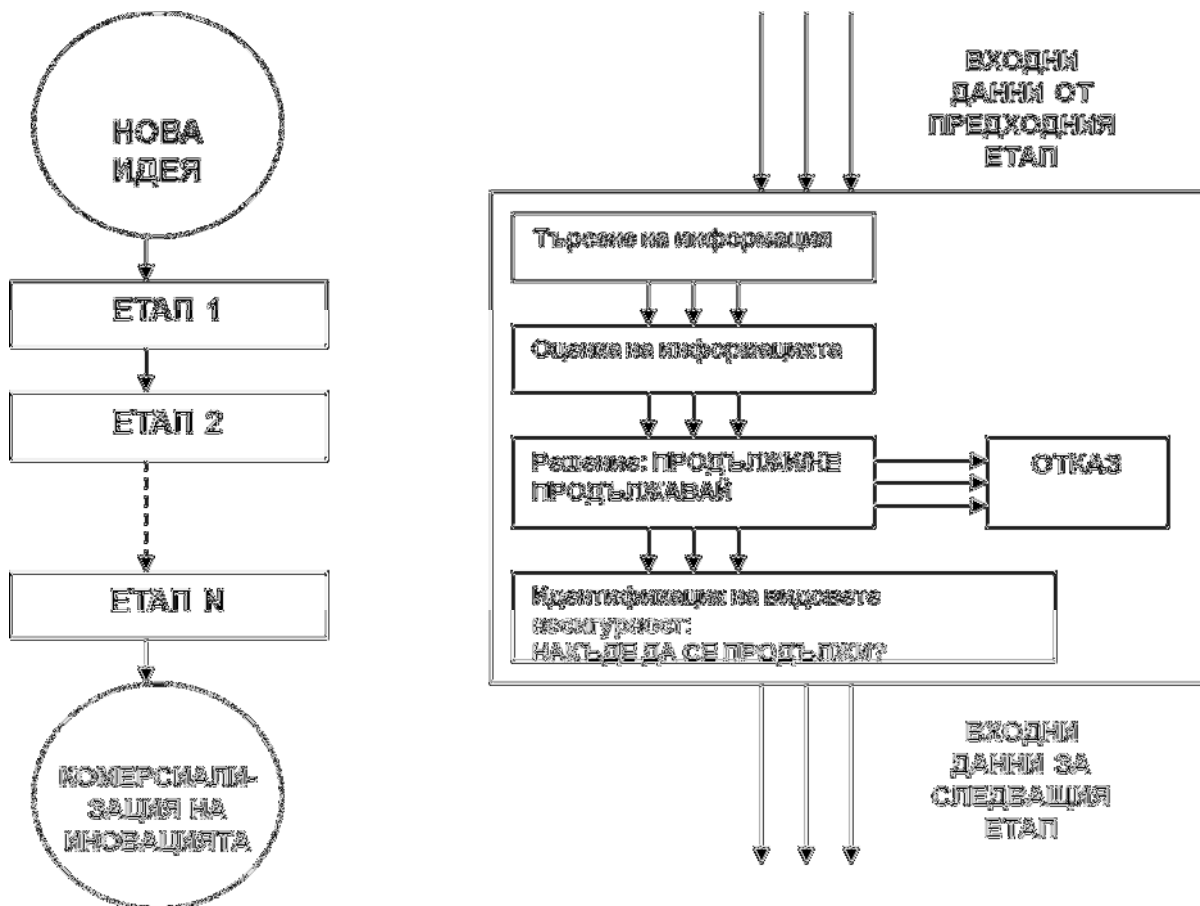 НОВА
ИДЕЯ
ЕТАП 1
ЕТАП 2
ЕТАП N
КОМЕРСИАЛИ-
ЗАЦИЯ НА
ИНОВАЦИЯТА
ВХОДНИ
ДАННИ ОТ
ПРЕДХОДНИЯ
ЕТАП
Търсене на информация
Оценка на информацията
Решение: ПРОДЪЛЖИ/НЕ
ПРОДЪЛЖАВАЙ
ОТКАЗ
Идентификация на видовете
несигурност:
НАКЪДЕ ДА СЕ ПРОДЪЛЖИ?
ВХОДНИ
ДАННИ ЗА
СЛЕДВАЩИЯ
ЕТАП